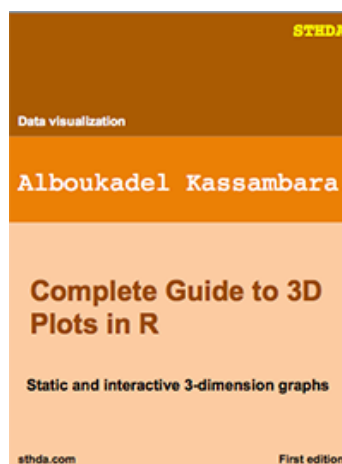 STHDA
Data visualization
Alboukadel Kassambara
Complete Guide to 3D
Plots in R
Static and interactive 3-dimension graphs
sthda.com First edition